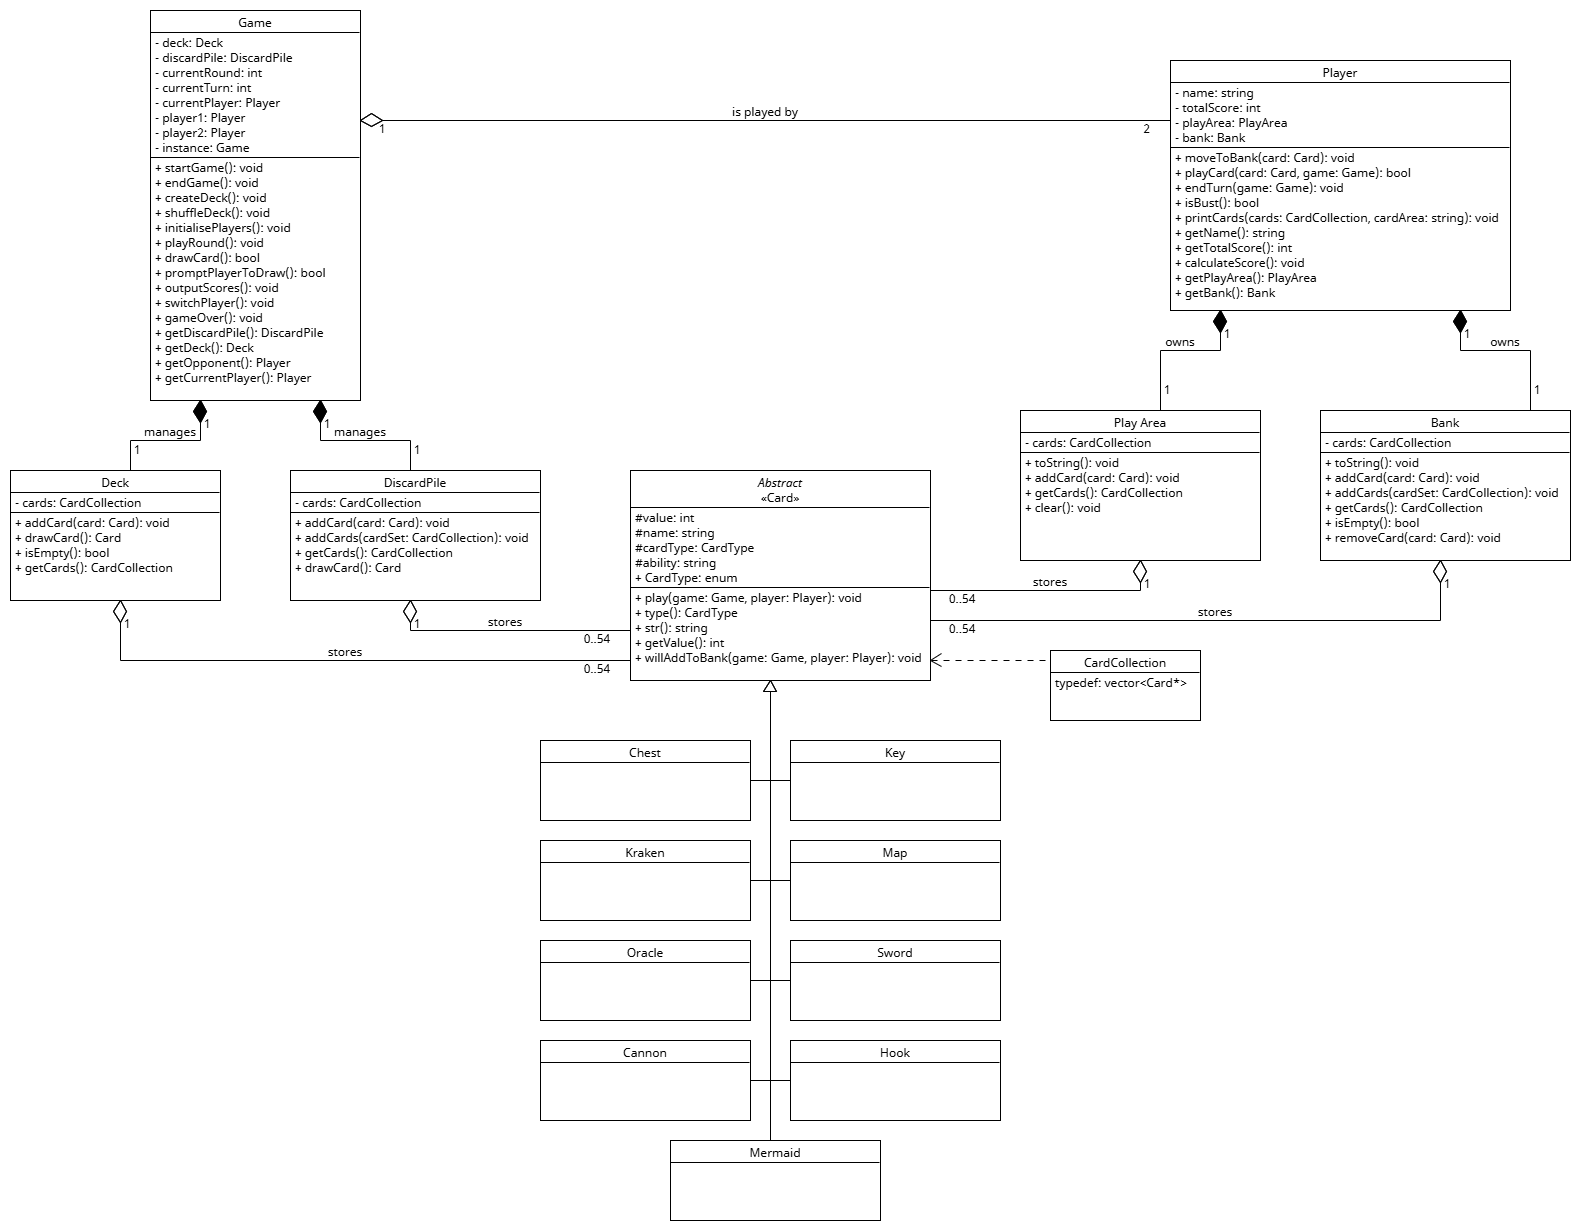 Game
- deck: Deck
- discardPile: DiscardPile
- currentRound: int
- currentTurn: int
- currentPlayer: Player
- player1: Player
- player2: Player
- instance: Game
+ startGame(): void
+ endGame(): void
+ createDeck(): void
+ shuffleDeck(): void
+ initialisePlayers(): void
+ playRound(): void
+ drawCard(): bool
+ promptPlayerToDraw(): bool
+ outputScores(): void
+ switchPlayer(): void
+ gameOver(): void
+ getDiscardPile(): DiscardPile
+ getDeck(): Deck
+ getOpponent(): Player
+ getCurrentPlayer(): Player
is played by
1
2
Player
- name: string
- totalScore: int
- playArea: PlayArea
- bank: Bank
+ moveToBank(card: Card): void
+ playCard(card: Card, game: Game): bool
+ endTurn(game: Game): void
+ isBust(): bool
+ printCards(cards: CardCollection, cardArea: string): void
+ getName(): string
+ getTotalScore(): int
+ calculateScore(): void
+ getPlayArea(): PlayArea
+ getBank(): Bank
1
owns
1
1
owns
1
1
manages
1
1
manages
1
Deck
- cards: CardCollection
+ addCard(card: Card): void
+ drawCard(): Card
+ isEmpty(): bool
+ getCards(): CardCollection
DiscardPile
- cards: CardCollection
+ addCard(card: Card): void
+ addCards(cardSet: CardCollection): void
+ getCards(): CardCollection
+ drawCard(): Card
Abstract
«Card»
#value: int
#name: string
#cardType: CardType
#ability: string
+ CardType: enum
+ play(game: Game, player: Player): void
+ type(): CardType
+ str(): string
+ getValue(): int
+ willAddToBank(game: Game, player: Player): void
Play Area
- cards: CardCollection
+ toString(): void
+ addCard(card: Card): void
+ getCards(): CardCollection
+ clear(): void
Bank
- cards: CardCollection
+ toString(): void
+ addCard(card: Card): void
+ addCards(cardSet: CardCollection): void
+ getCards(): CardCollection
+ isEmpty(): bool
+ removeCard(card: Card): void
1
stores
0..54
1
stores
0..54
1
stores
0..54
1
stores
0..54
CardCollection
typedef: vector<Card*>
Chest
Key
Kraken
Map
Oracle
Sword
Cannon
Hook
Mermaid